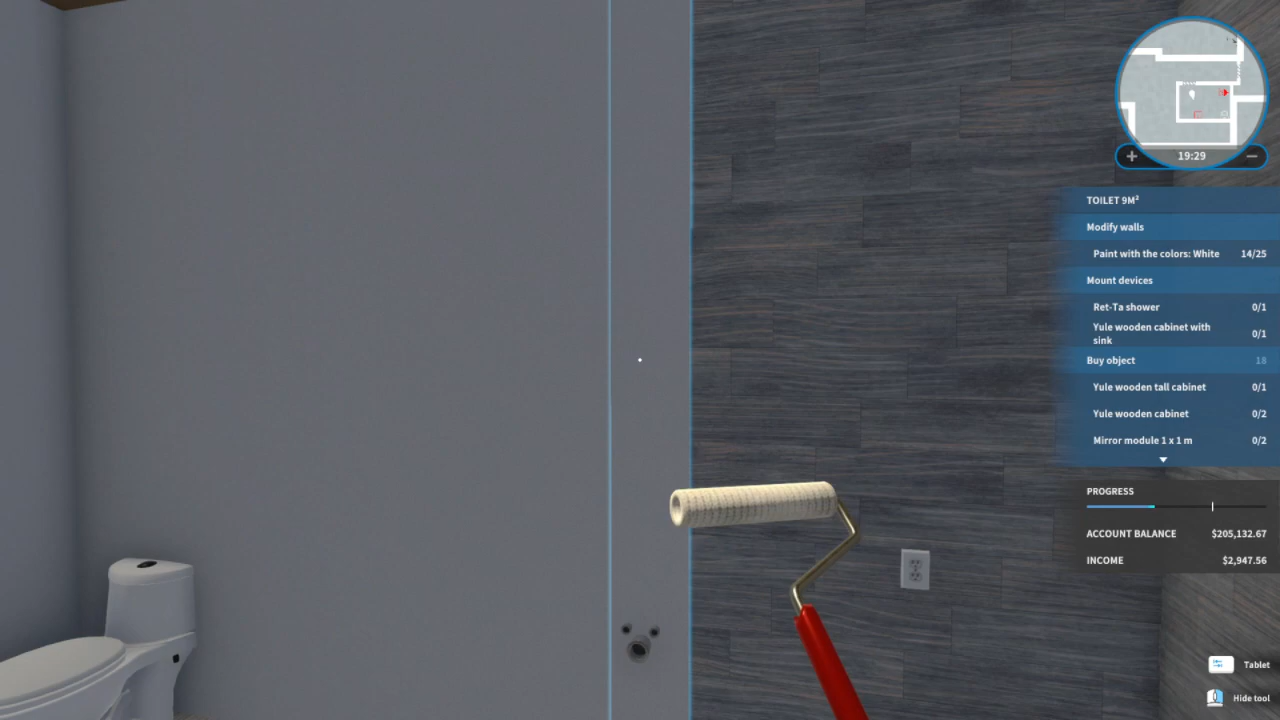 19:29
TOILET 9M²
Modify walls
Paint with the colors: White 14/25
Mount devices
Ret-Ta shower 0/1
Yule wooden cabinet with
sink 0/1
Buy object 18
Yule wooden tall cabinet 0/1
Yule wooden cabinet 0/2
Mirror module 1 x 1 m 0/2
PROGRESS
ACCOUNT BALANCE $205,132.67
INCOME $2,947.56
Tablet
Hide tool